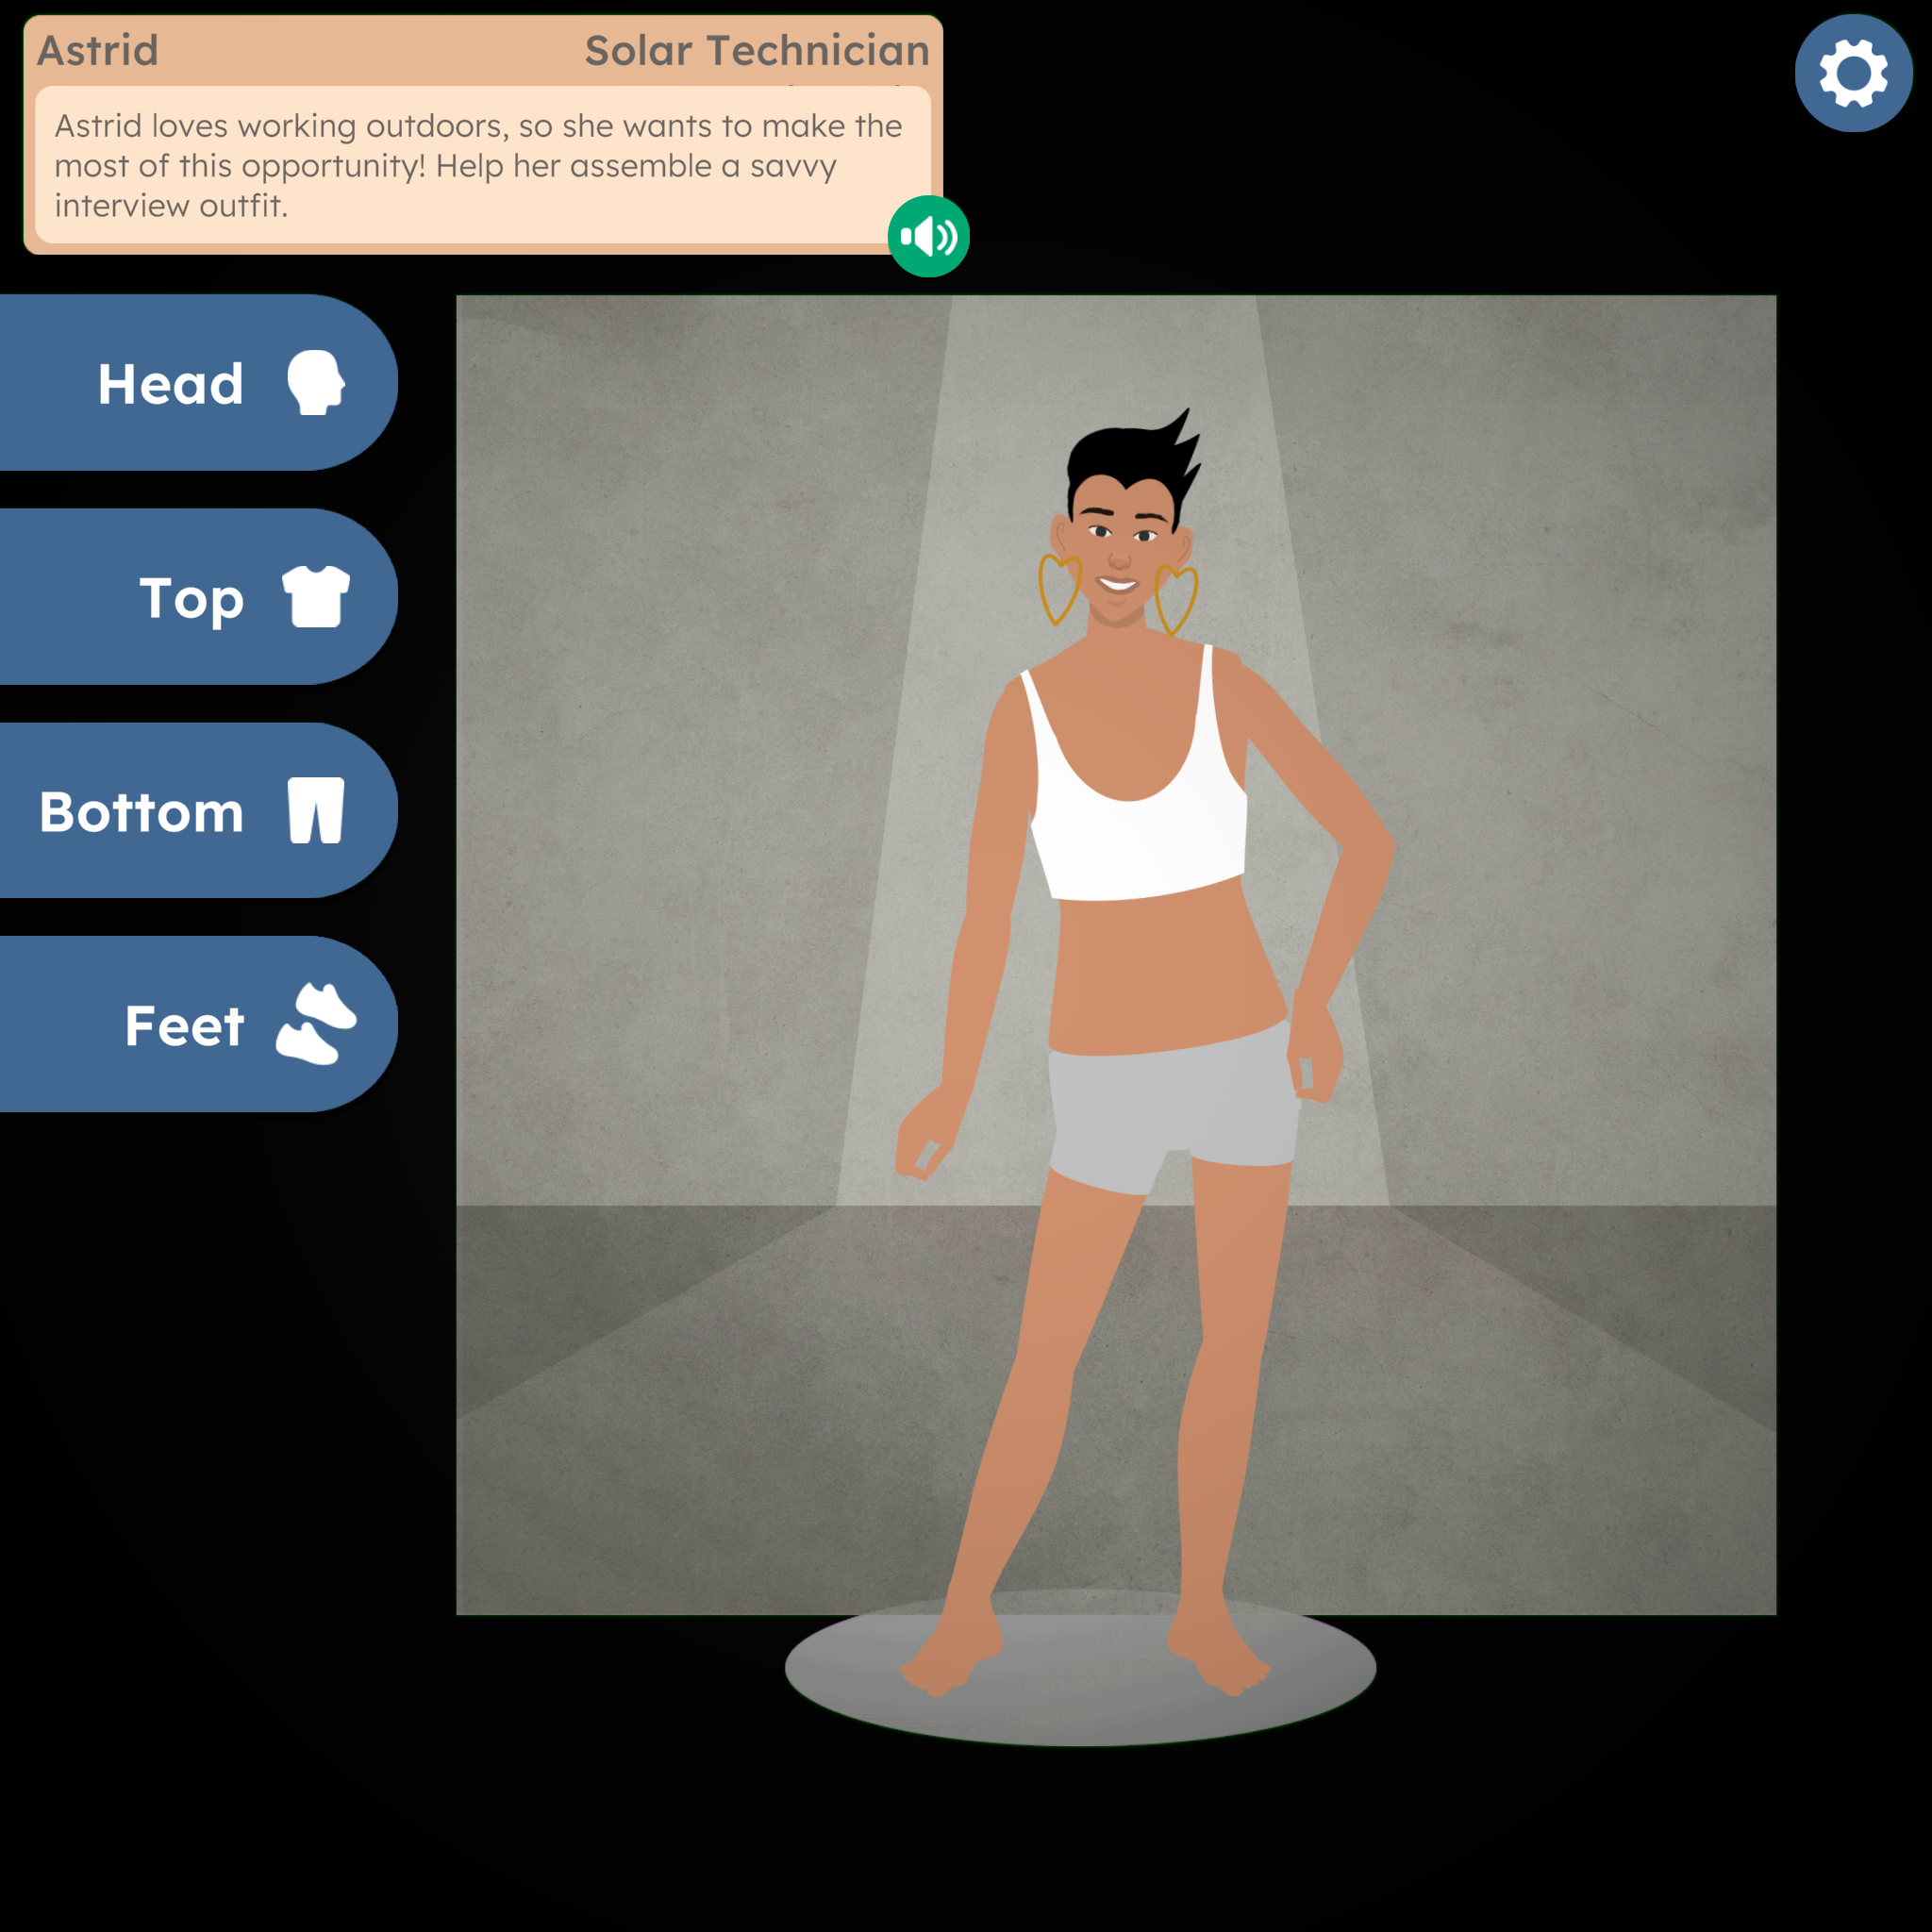 Astrid
Solar Technician
Astrid loves working outdoors, so she wants to make the
most of this opportunity! Help her assemble a savvy
interview outfit.
Head
Top
Bottom
Feet